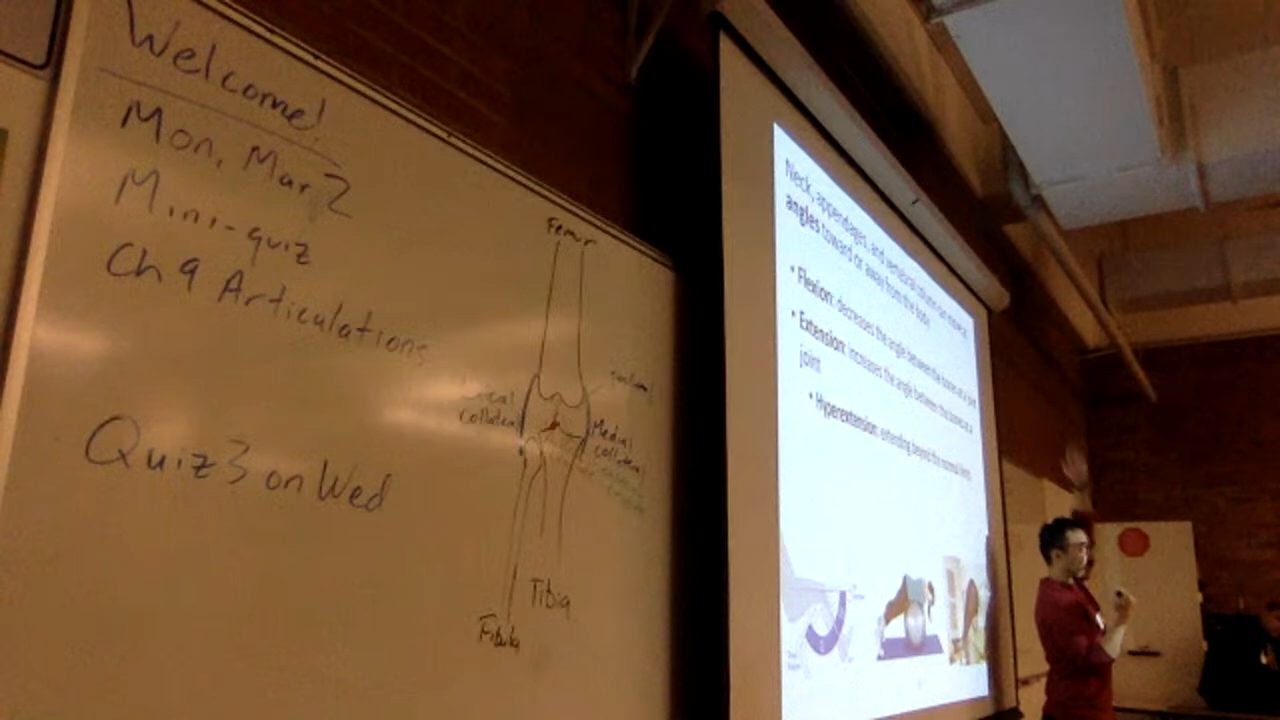 Welcome!
Mon, Mar 2
Mini-quiz
Ch 9 Articulations
Quiz 3 on Wed
Femur
collateral
Medial
collateral
Tibia
Fibula
Neck, appendages, and vertebral column can move at
angles toward or away from the body
• Flexion: decreases the angle between the bones at a joint
• Extension: increases the angle between the bones at a
joint
• Hyperextension: extending beyond the normal limits